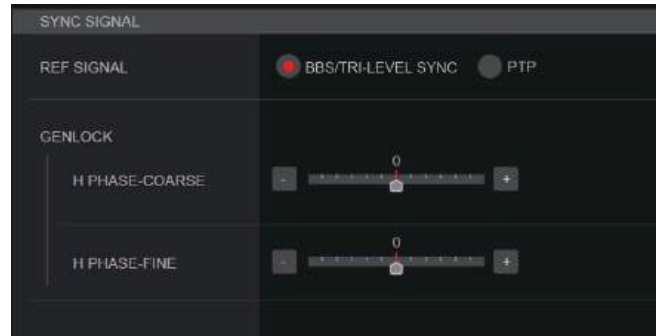 SYNC SIGNAL
REF SIGNAL BBS/TRI-LEVEL SYNC PTP
GENLOCK
0
H PHASE-COARSE - +
0
H PHASE-FINE - +